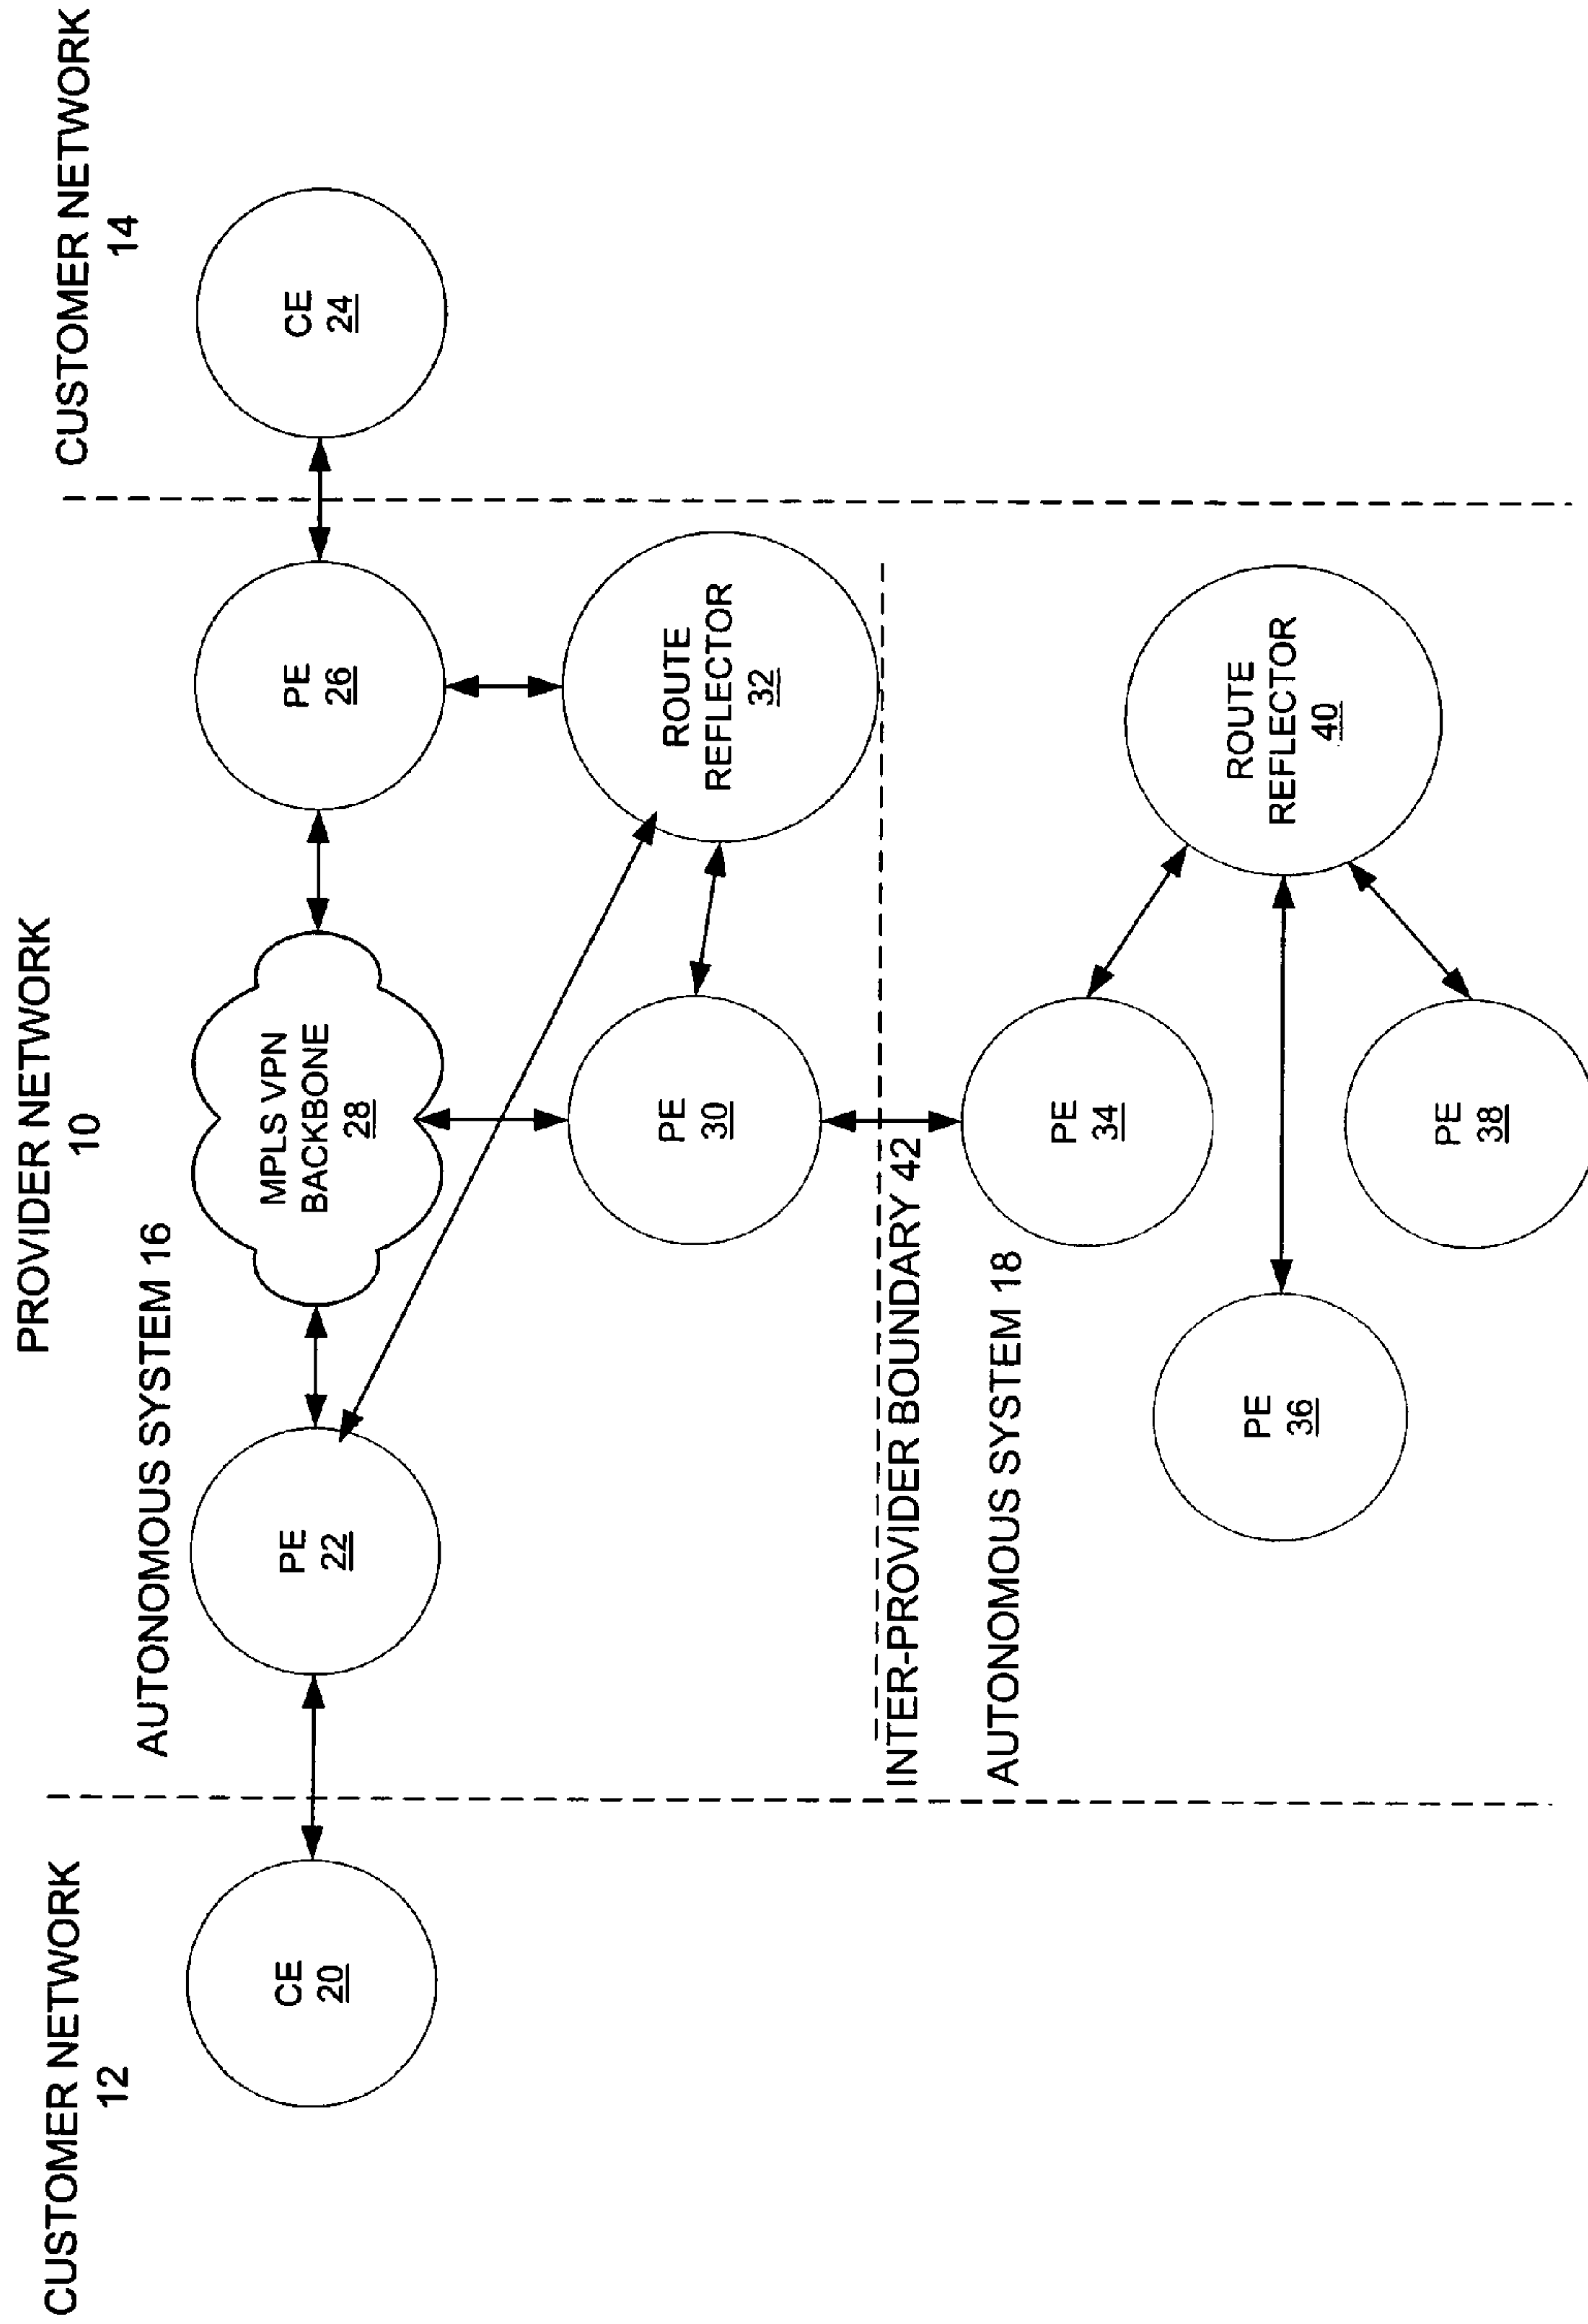 CUSTOMER NETWORK
12
PROVIDER NETWORK
10
CUSTOMER NETWORK
14
AUTONOMOUS SYSTEM 16
CE
20
PE
22
MPLS VPN
BACKBONE
28
PE
26
CE
24
PE
30
ROUTE
REFLECTOR
32
INTER-PROVIDER BOUNDARY 42
AUTONOMOUS SYSTEM 18
PE
34
PE
36
PE
38
ROUTE
REFLECTOR
40